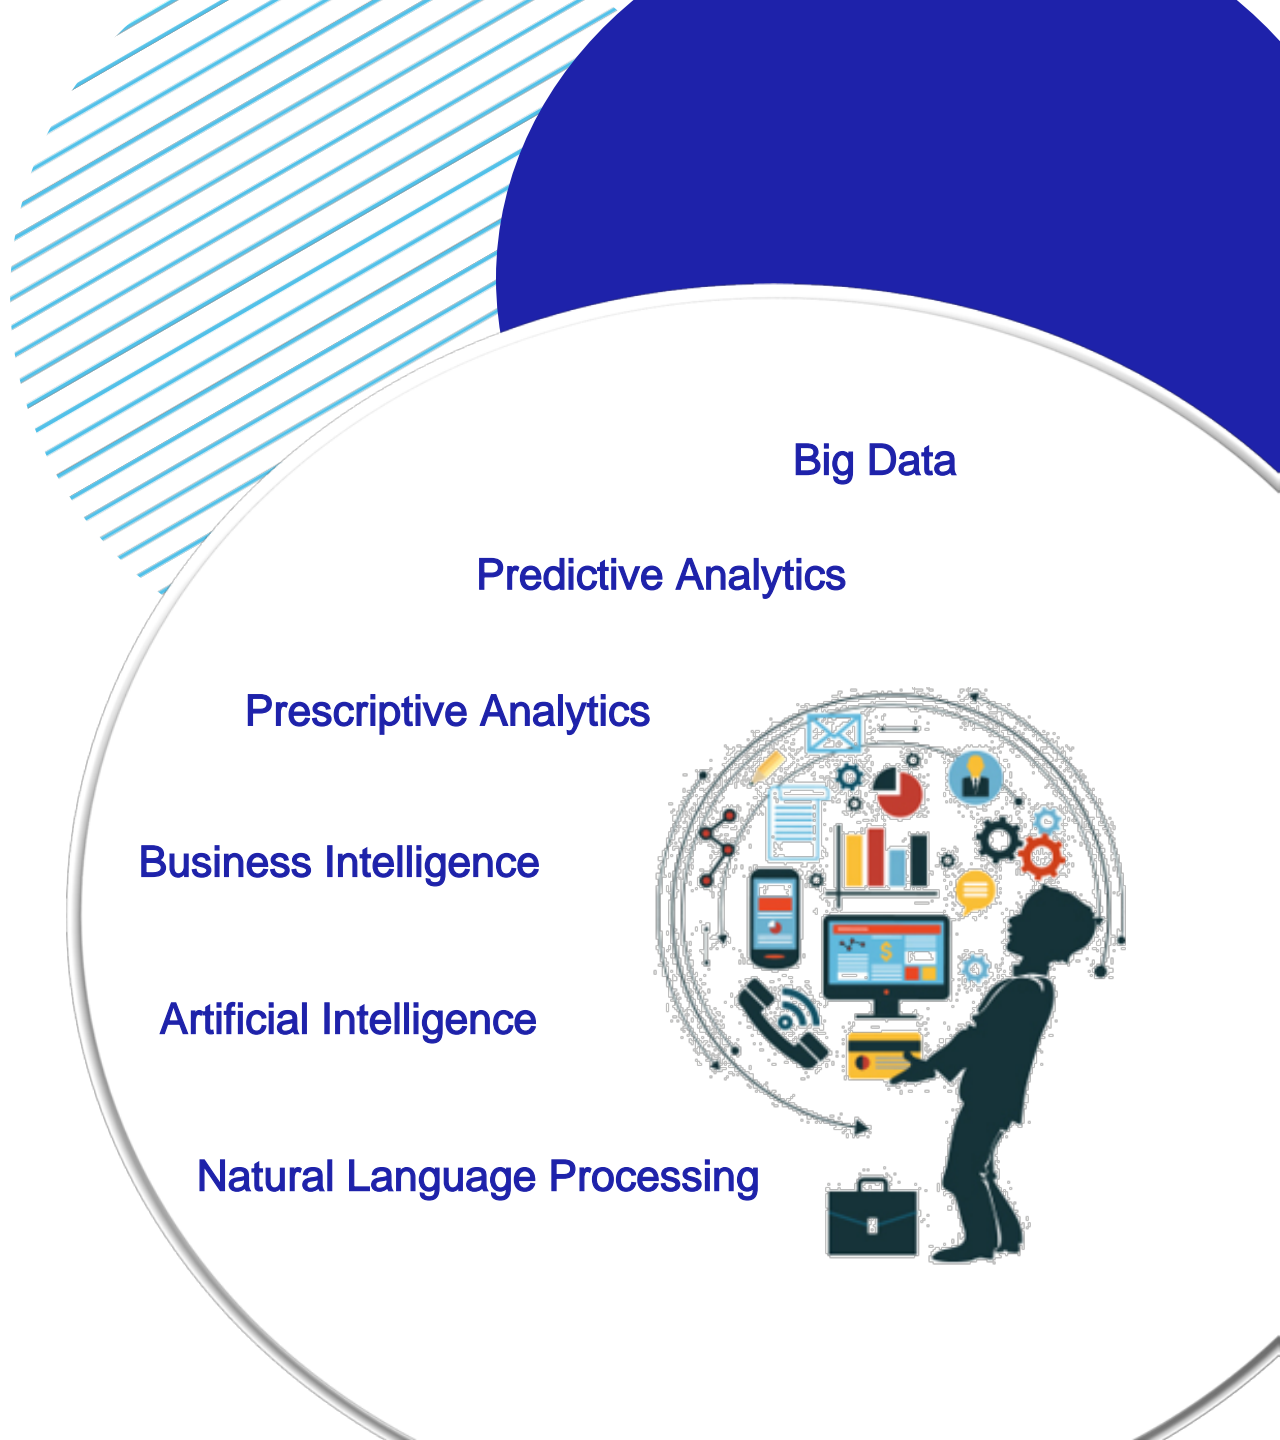 Big Data
Predictive Analytics
Prescriptive Analytics
Business Intelligence
Artificial Intelligence
Natural Language Processing